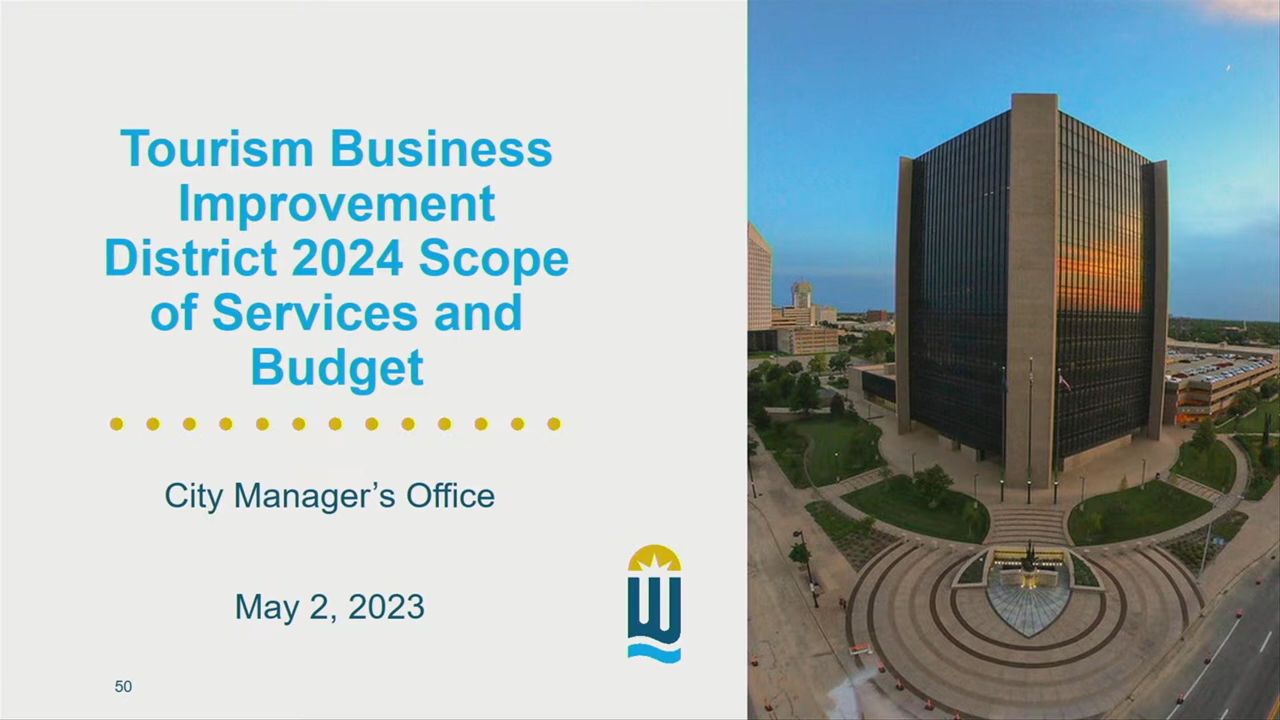 Tourism Business
Improvement
District 2024 Scope
of Services and
Budget
City Manager's Office
May 2, 2023
W
50